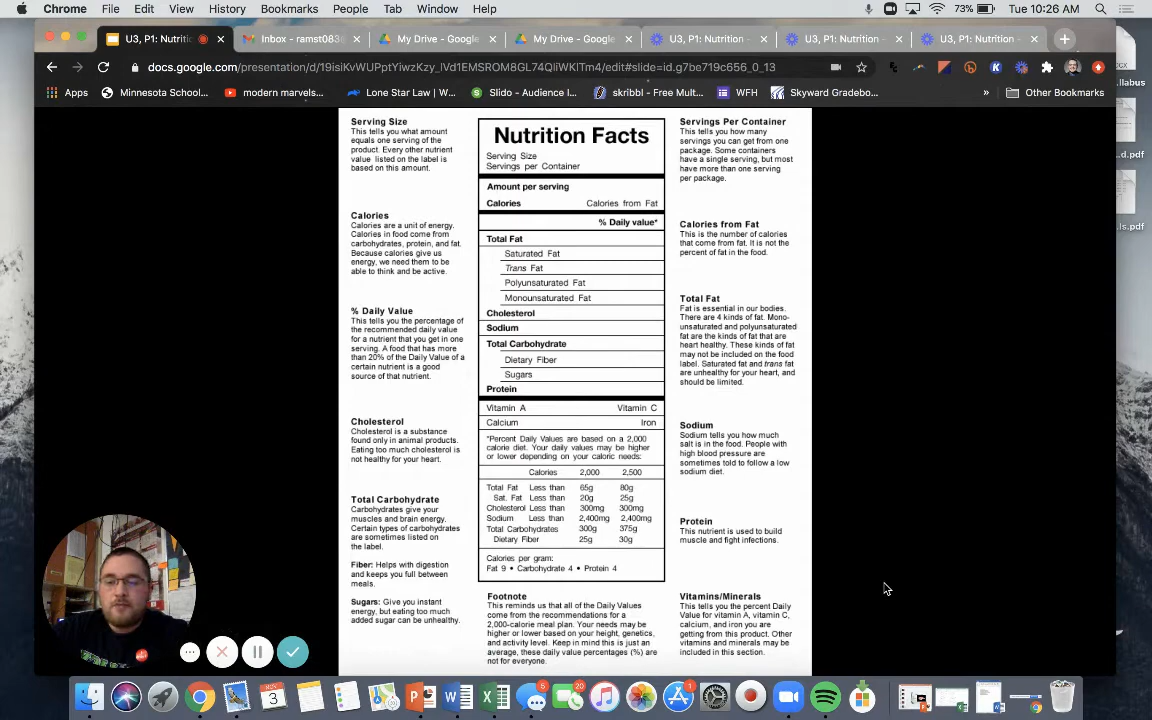 Chrome File Edit View History Bookmarks People Tab Window Help
73% Tue 10:26 AM
U3, P1: Nutriti
Inbox - ramst083
My Drive - Google
My Drive - Google
U3, P1: Nutrition
U3, P1: Nutrition
U3, P1: Nutrition
docs.google.com/presentation/d/19isiKvWUPptYiwzKzy_lVd1EMSROM8GL74QliWKlTm4/edit#slide=id.g7be719c656_0_13
Apps
Minnesota School...
modern marvels...
Lone Star Law | W...
Slido - Audience I...
skribbl - Free Mult...
WFH
Skyward Gradebo...
»
Other Bookmarks
llabus
...d.pdf
...ls.pdf
Serving Size
This tells you what amount
equals one serving of the
product. Every other nutrient
value listed on the label is
based on this amount.
Calories
Calories are a unit of energy.
Calories in food come from
carbohydrates, protein, and fat.
Because calories give us
energy, we need them to be
able to think and be active.
% Daily Value
This tells you the percentage of
the recommended daily value
for a nutrient that you get in one
serving. A food that has more
than 20% of the Daily Value of a
certain nutrient is a good
source of that nutrient.
Cholesterol
Cholesterol is a substance
found only in animal products.
Eating too much cholesterol is
not healthy for your heart.
Total Carbohydrate
Carbohydrates give your
muscles and brain energy.
Certain types of carbohydrates
are sometimes listed on
the label.
Fiber: Helps with digestion
and keeps you full between
meals.
Sugars: Give you instant
energy, but eating too much
added sugar can be unhealthy.
Nutrition Facts
Serving Size
Servings per Container
Amount per serving
Calories Calories from Fat
% Daily value*
Total Fat
Saturated Fat
Trans Fat
Polyunsaturated Fat
Monounsaturated Fat
Cholesterol
Sodium
Total Carbohydrate
Dietary Fiber
Sugars
Protein
Vitamin A Vitamin C
Calcium Iron
*Percent Daily Values are based on a 2,000
calorie diet. Your daily values may be higher
or lower depending on your caloric needs:
Calories 2,000 2,500
Total Fat Less than 65g 80g
Sat. Fat Less than 20g 25g
Cholesterol Less than 300mg 300mg
Sodium Less than 2,400mg 2,400mg
Total Carbohydrates 300g 375g
Dietary Fiber 25g 30g
Calories per gram:
Fat 9 • Carbohydrate 4 • Protein 4
Footnote
This reminds us that all of the Daily Values
come from the recommendations for a
2,000-calorie meal plan. Your needs may be
higher or lower based on your height, genetics,
and activity level. Keep in mind this is just an
average, these daily value percentages (%) are
not for everyone.
Servings Per Container
This tells you how many
servings you can get from one
package. Some containers
have a single serving, but most
have more than one serving
per package.
Calories from Fat
This is the number of calories
that come from fat. It is not the
percent of fat in the food.
Total Fat
Fat is essential in our bodies.
There are 4 kinds of fat. Mono-
unsaturated and polyunsaturated
fat are the kinds of fat that are
heart healthy. These kinds of fat
may not be included on the food
label. Saturated fat and trans fat
are unhealthy for your heart, and
should be limited.
Sodium
Sodium tells you how much
salt is in the food. People with
high blood pressure are
sometimes told to follow a low
sodium diet.
Protein
This nutrient is used to build
muscle and fight infections.
Vitamins/Minerals
This tells you the percent Daily
Value for vitamin A, vitamin C,
calcium, and iron you are
getting from this product. Other
vitamins and minerals may be
included in this section.
NOV
3
5
20
1